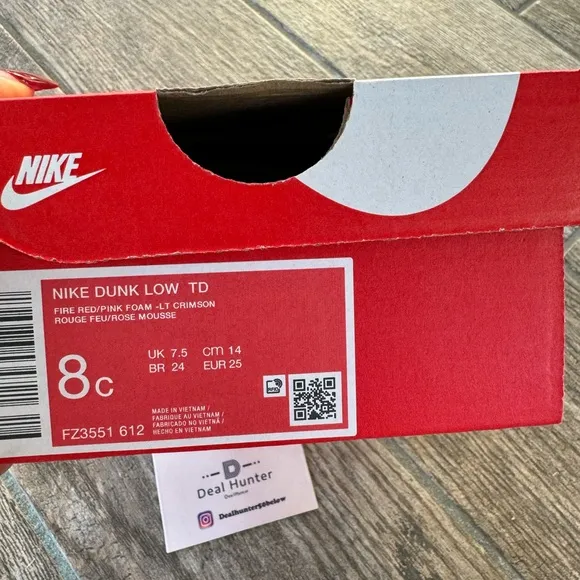 NIKE
NIKE DUNK LOW TD
FIRE RED/PINK FOAM -LT CRIMSON
ROUGE FEU/ROSE MOUSSE
8C
UK 7.5 CM 14
BR 24 EUR 25
FZ3551 612
MADE IN VIETNAM /
FABRIQUÉ AU VIETNAM /
FABRICADO NO VIETNÃ /
HECHO EN VIETNAM
D
Deal Hunter
Dealhunter$$below